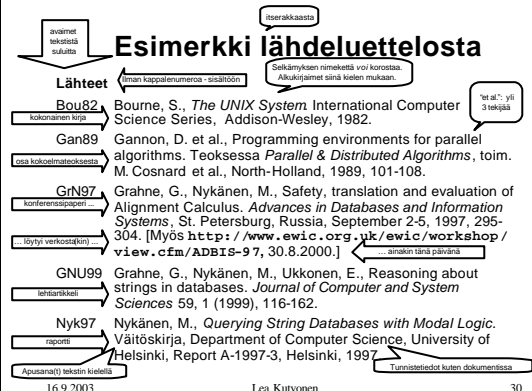 itserakkaasta
avaimet
tekstistä
suluitta
Esimerkki lähdeluettelosta
Selkämyksen nimekettä voi korostaa.
Alkukirjaimet siinä kielen mukaan.
Lähteet
Ilman kappalenumeroa - sisältöön
"et al.": yli
3 tekijää
Bou82 Bourne, S., The UNIX System. International Computer
kokonainen kirja
Science Series, Addison-Wesley, 1982.
Gan89 Gannon, D. et al., Programming environments for parallel
osa kokoelmateoksesta
algorithms. Teoksessa Parallel & Distributed Algorithms, toim.
M. Cosnard et al., North-Holland, 1989, 101-108.
GrN97 Grahne, G., Nykänen, M., Safety, translation and evaluation of
konferenssipaperi ...
Alignment Calculus. Advances in Databases and Information
Systems, St. Petersburg, Russia, September 2-5, 1997, 295-
... löytyi verkosta(kin) ...
304. [Myös http://www.ewic.org.uk/ewic/workshop/
view.cfm/ADBIS-97, 30.8.2000.]
... ainakin tänä päivänä
GNU99 Grahne, G., Nykänen, M., Ukkonen, E., Reasoning about
lehtiartikkeli
strings in databases. Journal of Computer and System
Sciences 59, 1 (1999), 116-162.
Nyk97 Nykänen, M., Querying String Databases with Modal Logic.
raportti
Väitöskirja, Department of Computer Science, University of
Helsinki, Report A-1997-3, Helsinki, 1997.
Apusana(t) tekstin kielellä
Tunnistetiedot kuten dokumentissa
16.9.2003 Lea Kutvonen 30